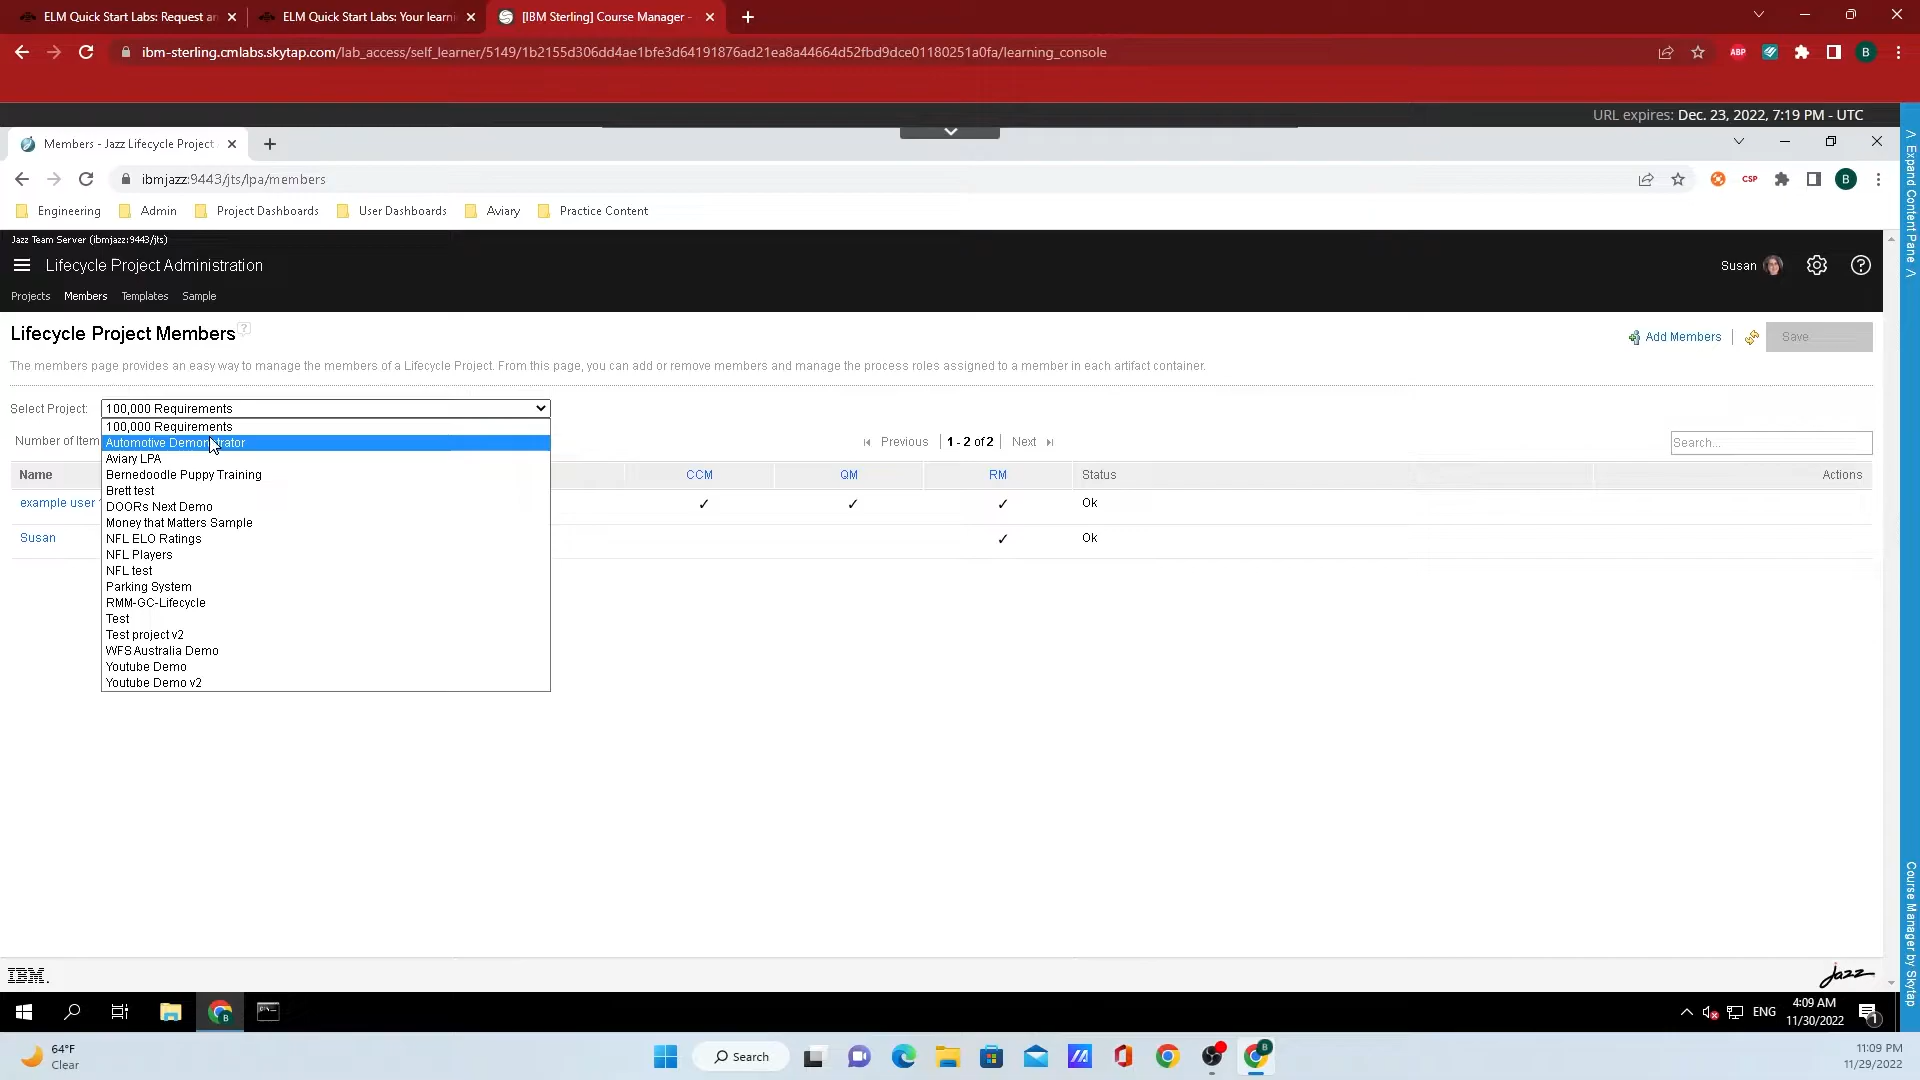 ELM Quick Start Labs: Request an
ELM Quick Start Labs: Your learni
[IBM Sterling] Course Manager -
ibm-sterling.cmlabs.skytap.com/lab_access/self_learner/5149/1b2155d306dd4ae1bfe3d64191876ad21ea8a44664d52fbd9dce01180251a0fa/learning_console
ABP
B
URL expires: Dec. 23, 2022, 7:19 PM - UTC
Members - Jazz Lifecycle Project
ibmjazz:9443/jts/lpa/members
CSP
B
Engineering
Admin
Project Dashboards
User Dashboards
Aviary
Practice Content
Jazz Team Server (ibmjazz:9443/jts)
Lifecycle Project Administration
Susan
Projects
Members
Templates
Sample
Lifecycle Project Members
?
Add Members
Save
The members page provides an easy way to manage the members of a Lifecycle Project. From this page, you can add or remove members and manage the process roles assigned to a member in each artifact container.
Select Project:
100,000 Requirements
Number of Item
Previous
1 - 2 of 2
Next
Search...
Name
CCM
QM
RM
Status
Actions
example user
Ok
Susan
Ok
100,000 Requirements
Automotive Demonstrator
Aviary LPA
Bernedoodle Puppy Training
Brett test
DOORs Next Demo
Money that Matters Sample
NFL ELO Ratings
NFL Players
NFL test
Parking System
RMM-GC-Lifecycle
Test
Test project v2
WFS Australia Demo
Youtube Demo
Youtube Demo v2
Expand Content Pane
Course Manager by Skytap
IBM.
Jazz
ENG
4:09 AM
11/30/2022
1
64°F
Clear
Search
B
11:09 PM
11/29/2022